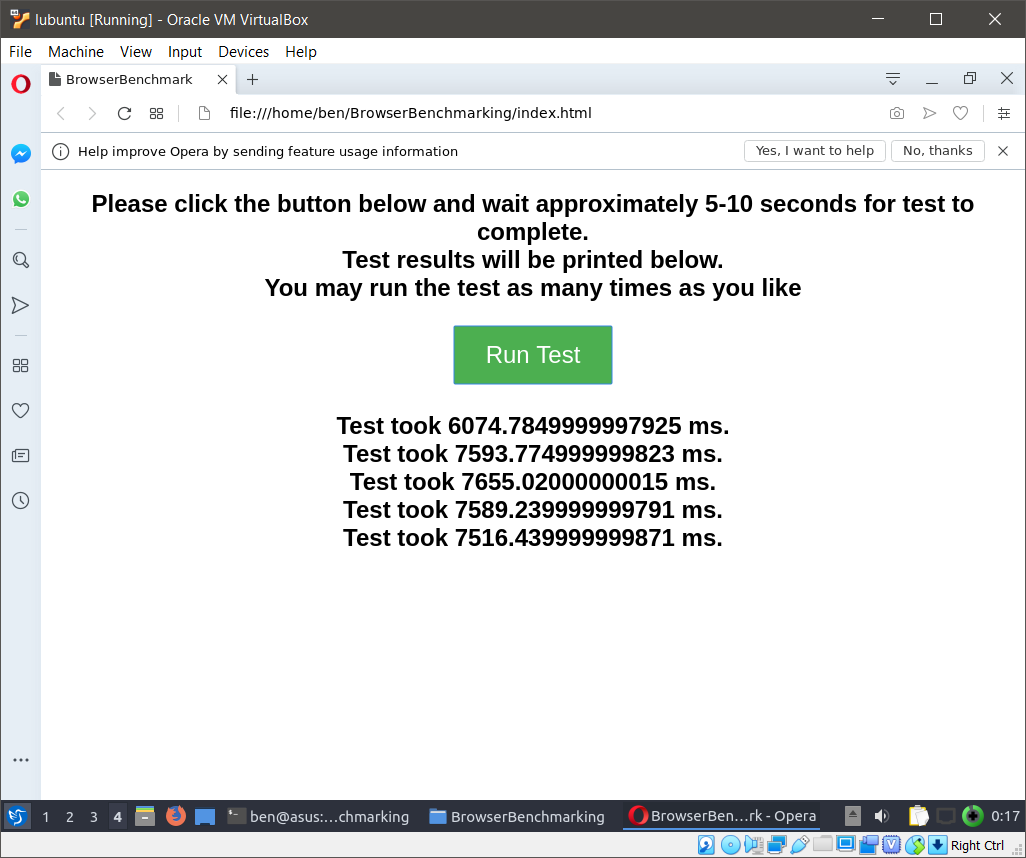 lubuntu [Running] - Oracle VM VirtualBox
File Machine View Input Devices Help
BrowserBenchmark
file:///home/ben/BrowserBenchmarking/index.html
Help improve Opera by sending feature usage information Yes, I want to help No, thanks
Please click the button below and wait approximately 5-10 seconds for test to
complete.
Test results will be printed below.
You may run the test as many times as you like
Run Test
Test took 6074.7849999997925 ms.
Test took 7593.774999999823 ms.
Test took 7655.02000000015 ms.
Test took 7589.239999999791 ms.
Test took 7516.439999999871 ms.
1 2 3 4 ben@asus:...chmarking BrowserBenchmarking BrowserBen...rk - Opera 0:17
Right Ctrl